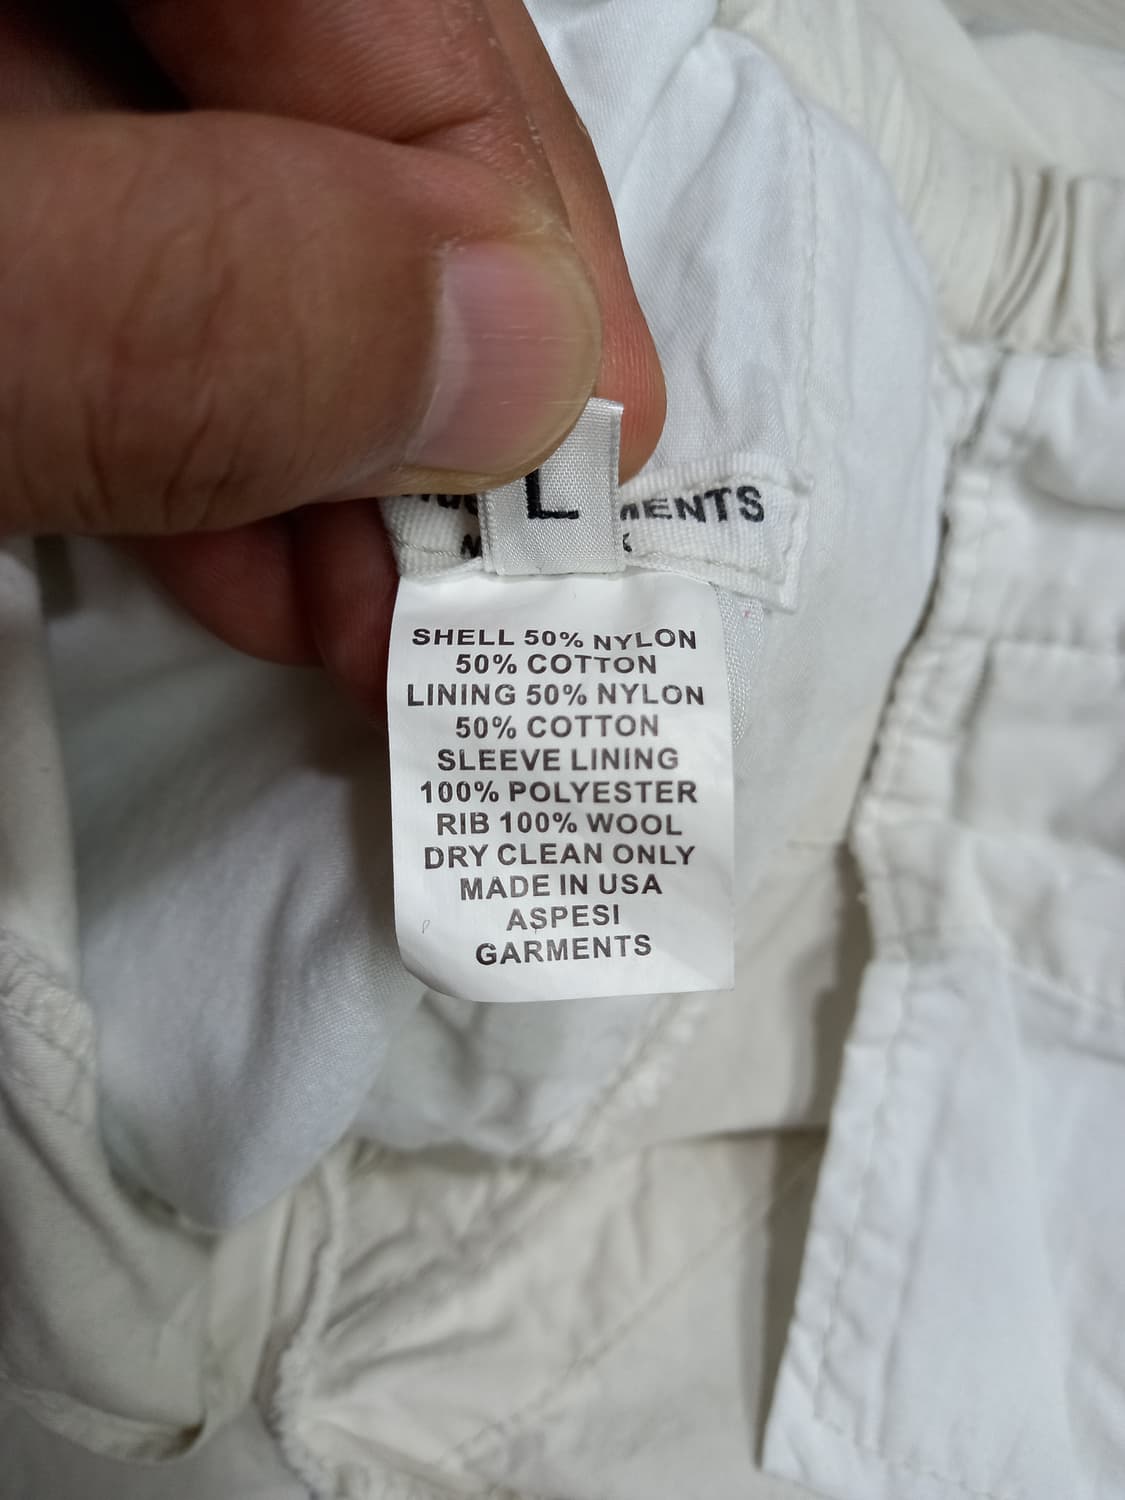 L
MENTS
SHELL 50% NYLON
50% COTTON
LINING 50% NYLON
50% COTTON
SLEEVE LINING
100% POLYESTER
RIB 100% WOOL
DRY CLEAN ONLY
MADE IN USA
ASPESI
GARMENTS